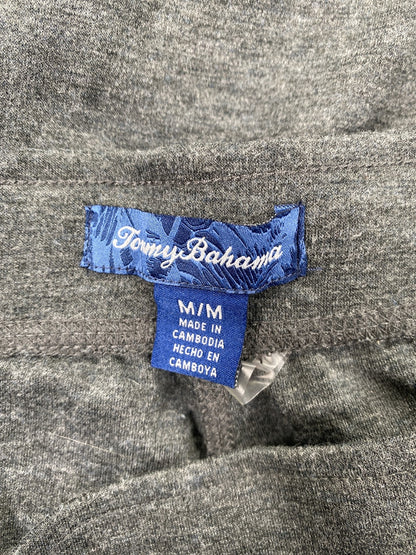 Tommy Bahama
M/M
MADE IN
CAMBODIA
HECHO EN
CAMBOYA